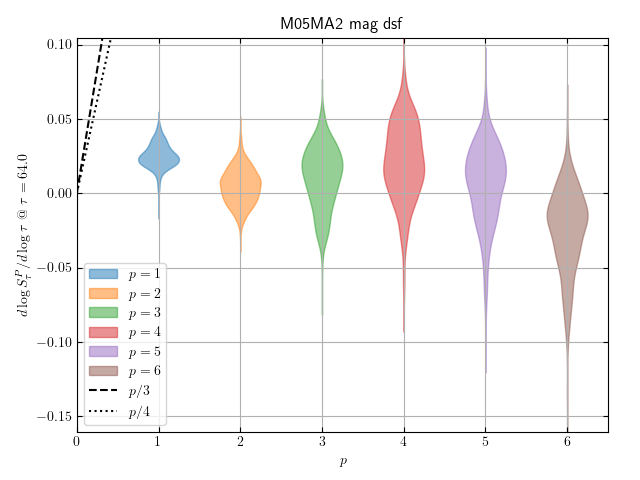 M05MA2 mag dsf
d log S_τ^P / d log τ @ τ = 64.0
0.10
0.05
0.00
−0.05
−0.10
−0.15
p = 1
p = 2
p = 3
p = 4
p = 5
p = 6
p/3
p/4
0 1 2 3 4 5 6
p